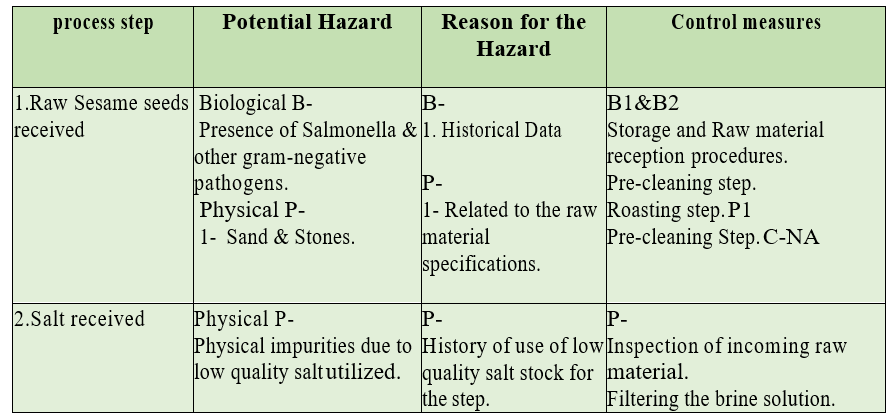 process step
Potential Hazard
Reason for the
Hazard
Control measures
1.Raw Sesame seeds
received
Biological B-
Presence of Salmonella &
other gram-negative
pathogens.
Physical P-
1- Sand & Stones.
B-
1. Historical Data
P-
1- Related to the raw
material
specifications.
B1&B2
Storage and Raw material
reception procedures.
Pre-cleaning step.
Roasting step. P1
Pre-cleaning Step. C-NA
2.Salt received
Physical P-
Physical impurities due to
low quality salt utilized.
P-
History of use of low
quality salt stock for
the step.
P-
Inspection of incoming raw
material.
Filtering the brine solution.